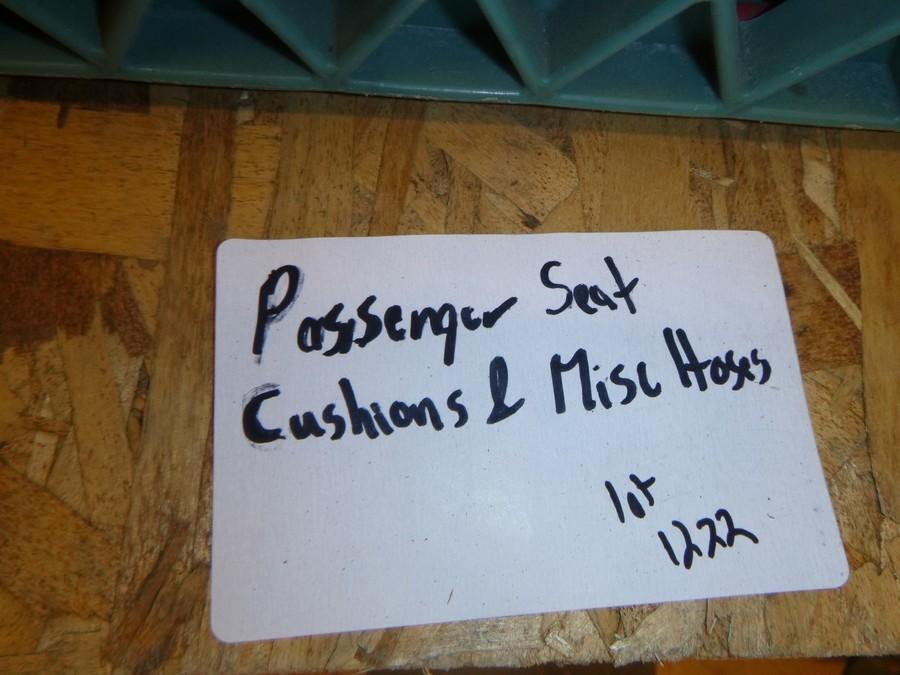 Passenger Seat
Cushions & Misc Hoses
lot
1222